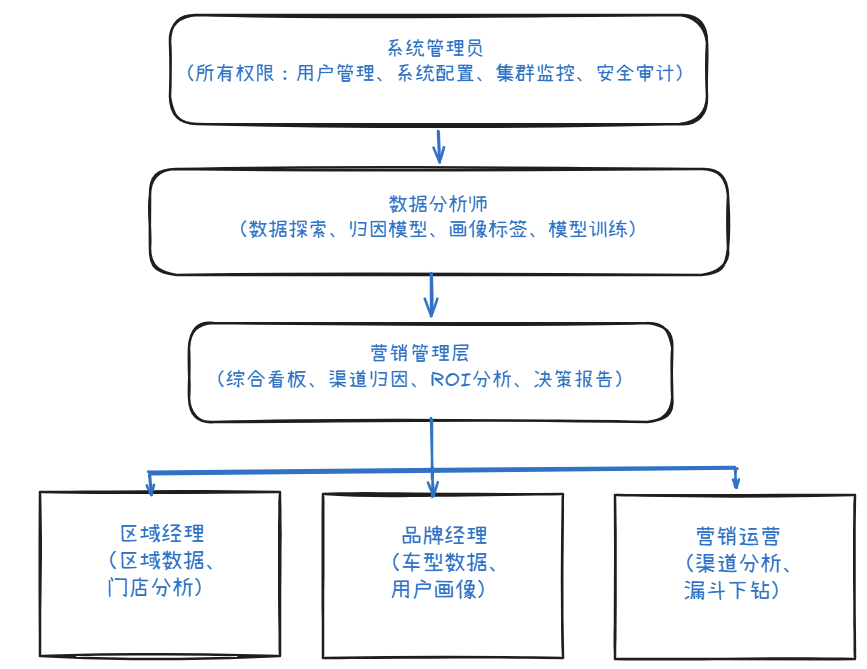 系统管理员
(所有权限:用户管理、系统配置、集群监控、安全审计)
数据分析师
(数据探索、归因模型、画像标签、模型训练)
营销管理层
(综合看板、渠道归因、ROI分析、决策报告)
区域经理
(区域数据、
门店分析)
品牌经理
(车型数据、
用户画像)
营销运营
(渠道分析、
漏斗下钻)